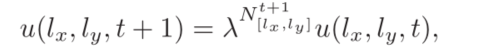 u(l_x, l_y, t + 1) = λ^{N^{t+1}_{[l_x,l_y]}} u(l_x, l_y, t),